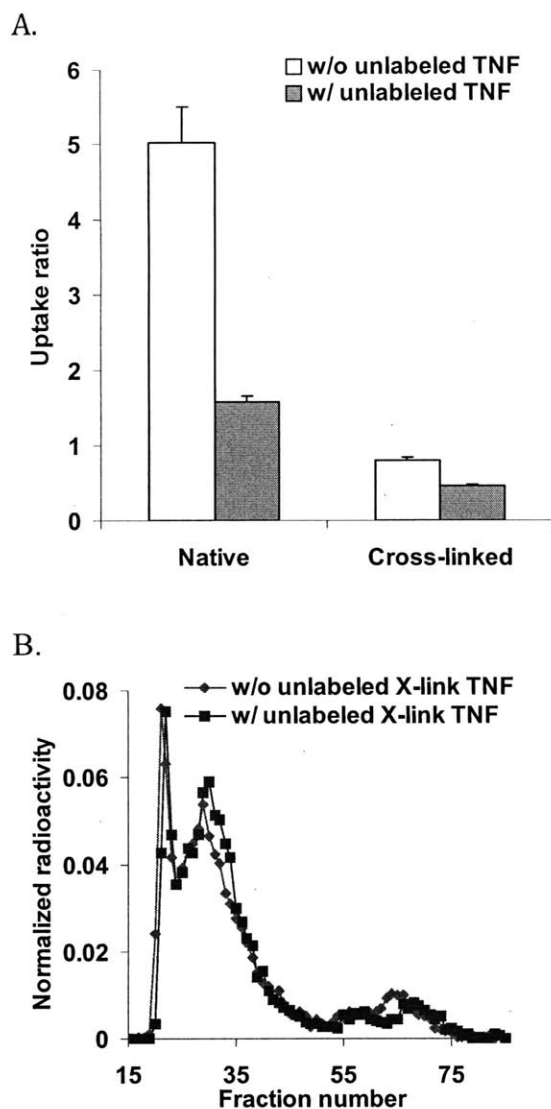 A.
w/o unlabeled TNF
w/ unlableled TNF
Uptake ratio
6
5
4
3
2
1
0
Native Cross-linked
B.
w/o unlabeled X-link TNF
w/ unlabeled X-link TNF
Normalized radioactivity
0.08
0.06
0.04
0.02
0
15 35 55 75
Fraction number